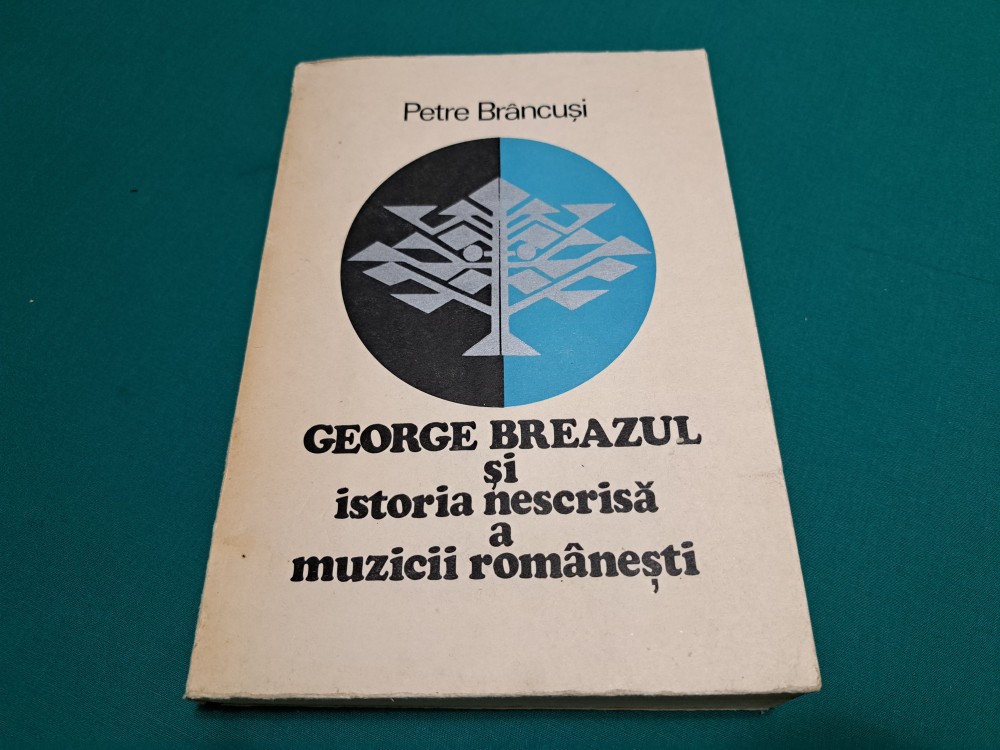 Petre Brâncuși
GEORGE BREAZUL
și
istoria nescrisă
a
muzicii românești